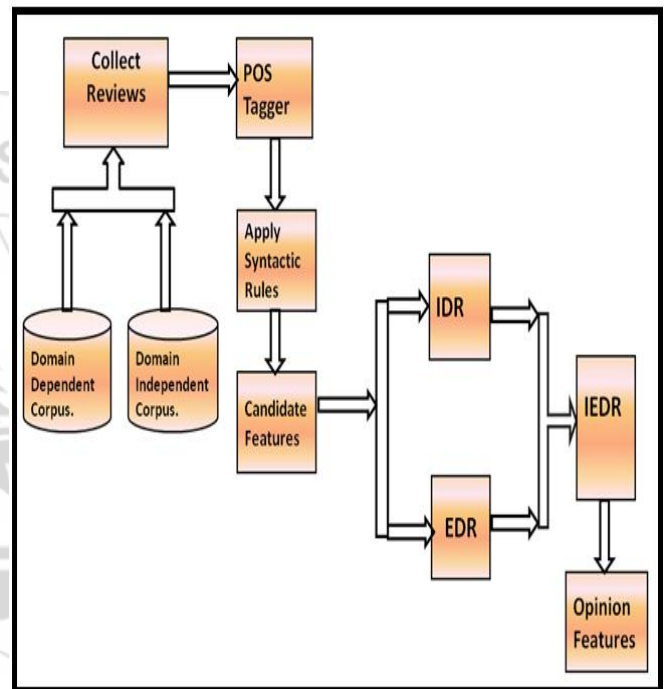 Collect
Reviews
POS
Tagger
Apply
Syntactic
Rules
Domain
Dependent
Corpus.
Domain
Independent
Corpus.
Candidate
Features
IDR
EDR
IEDR
Opinion
Features